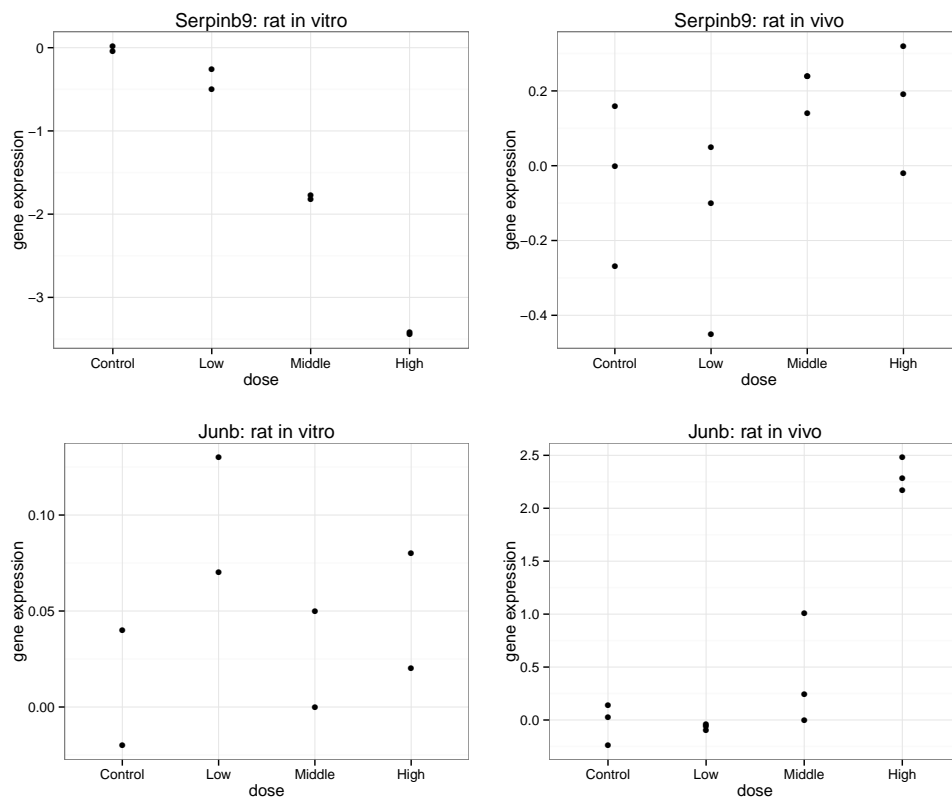 Serpinb9: rat in vitro
gene expression
0
−1
−2
−3
Control Low Middle High
dose
Serpinb9: rat in vivo
gene expression
0.2
0.0
−0.2
−0.4
Control Low Middle High
dose
Junb: rat in vitro
gene expression
0.10
0.05
0.00
Control Low Middle High
dose
Junb: rat in vivo
gene expression
2.5
2.0
1.5
1.0
0.5
0.0
Control Low Middle High
dose